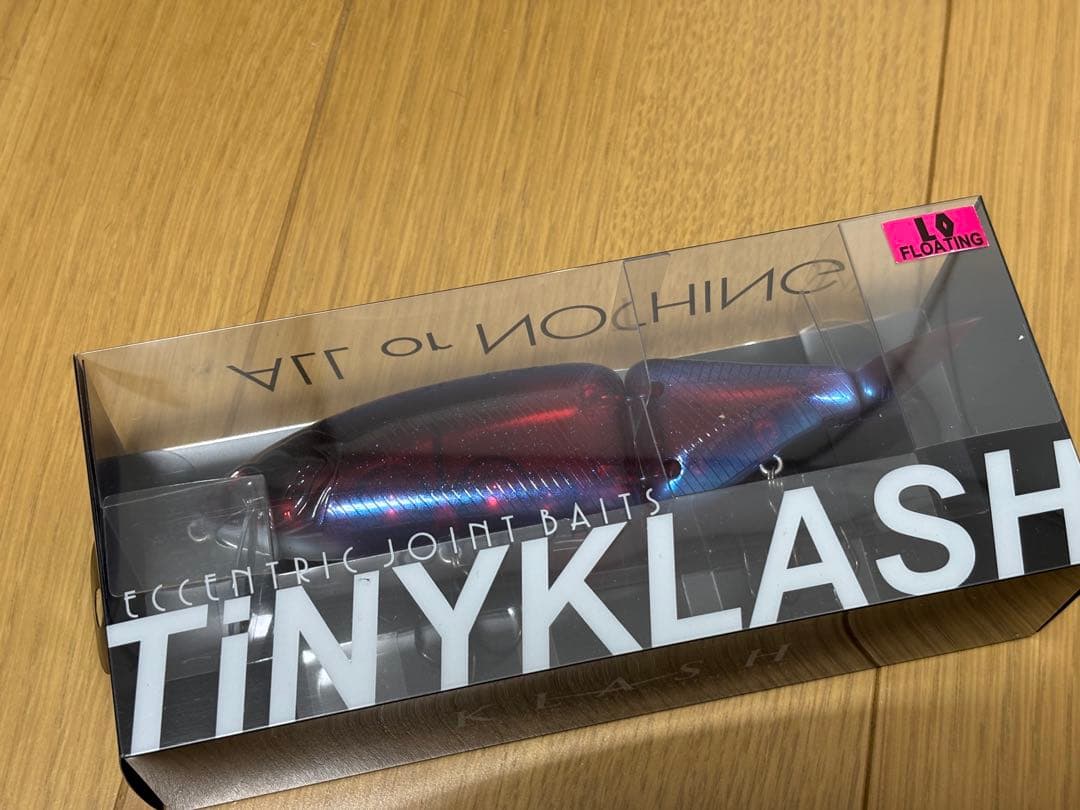 LO
FLOATING
ALL or NOTHING
ECCENTRIC JOINT BAITS
TiNYKLASH
KLASH